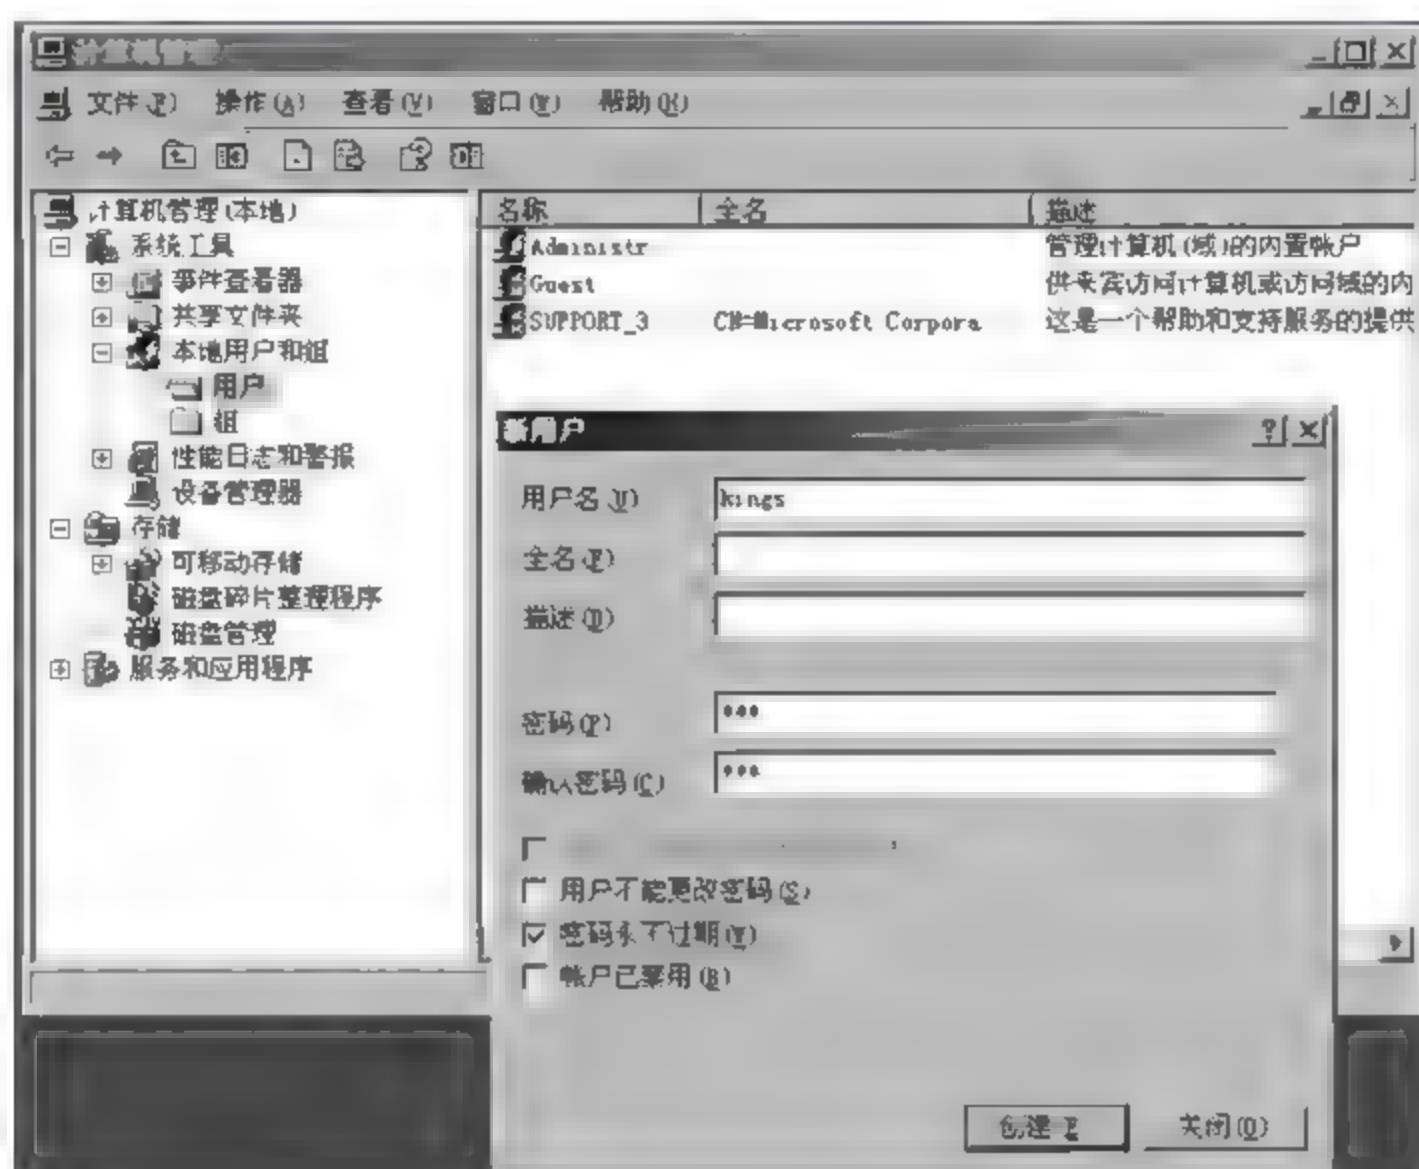 计算机管理
文件(F) 操作(A) 查看(V) 窗口(W) 帮助(H)
计算机管理(本地)
系统工具
事件查看器
共享文件夹
本地用户和组
用户
组
性能日志和警报
设备管理器
存储
可移动存储
磁盘碎片整理程序
磁盘管理
服务和应用程序
名称 全名 描述
Administr 管理计算机(域)的内置帐户
Guest 供来宾访问计算机或访问域的内
SUPPORT_3 CN=Microsoft Corpora 这是一个帮助和支持服务的提供
新用户
用户名(U)
kings
全名(F)
描述(D)
密码(P)
***
确认密码(C)
***
用户不能更改密码(S)
密码永不过期(W)
帐户已禁用(B)
创建(E) 关闭(O)